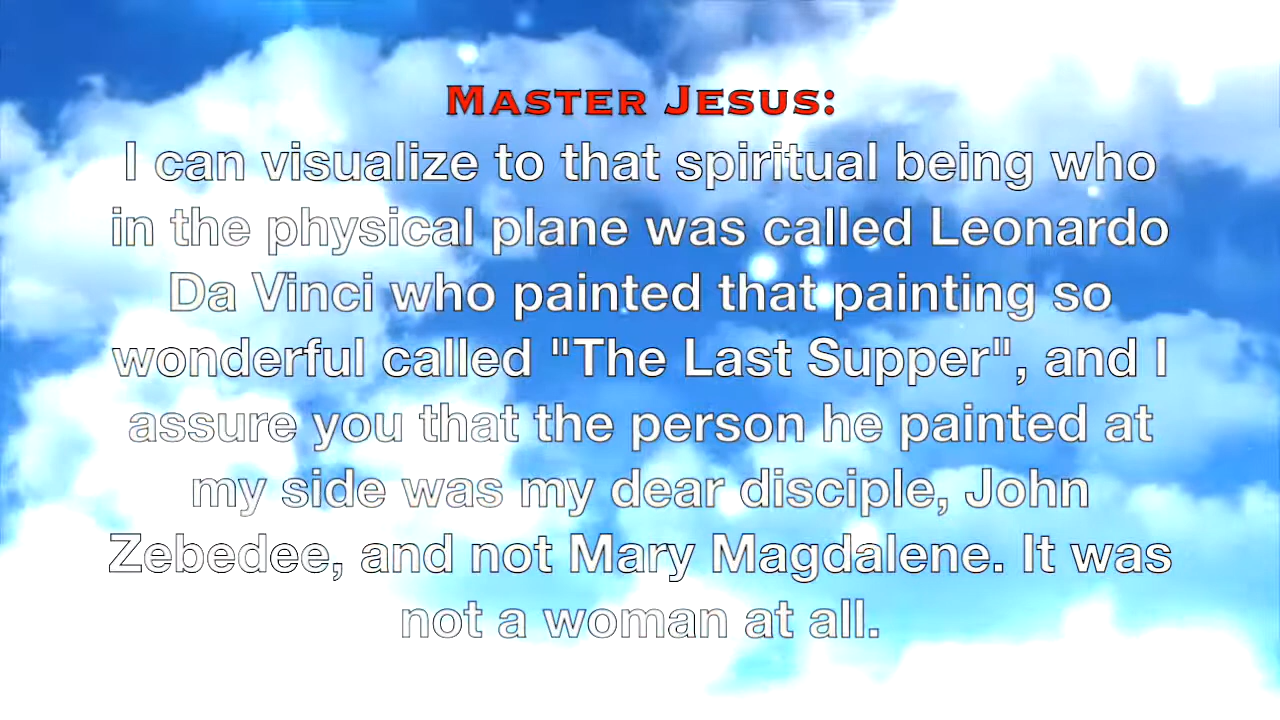 MASTER JESUS:
I can visualize to that spiritual being who
in the physical plane was called Leonardo
Da Vinci who painted that painting so
wonderful called "The Last Supper", and I
assure you that the person he painted at
my side was my dear disciple, John
Zebedee, and not Mary Magdalene. It was
not a woman at all.